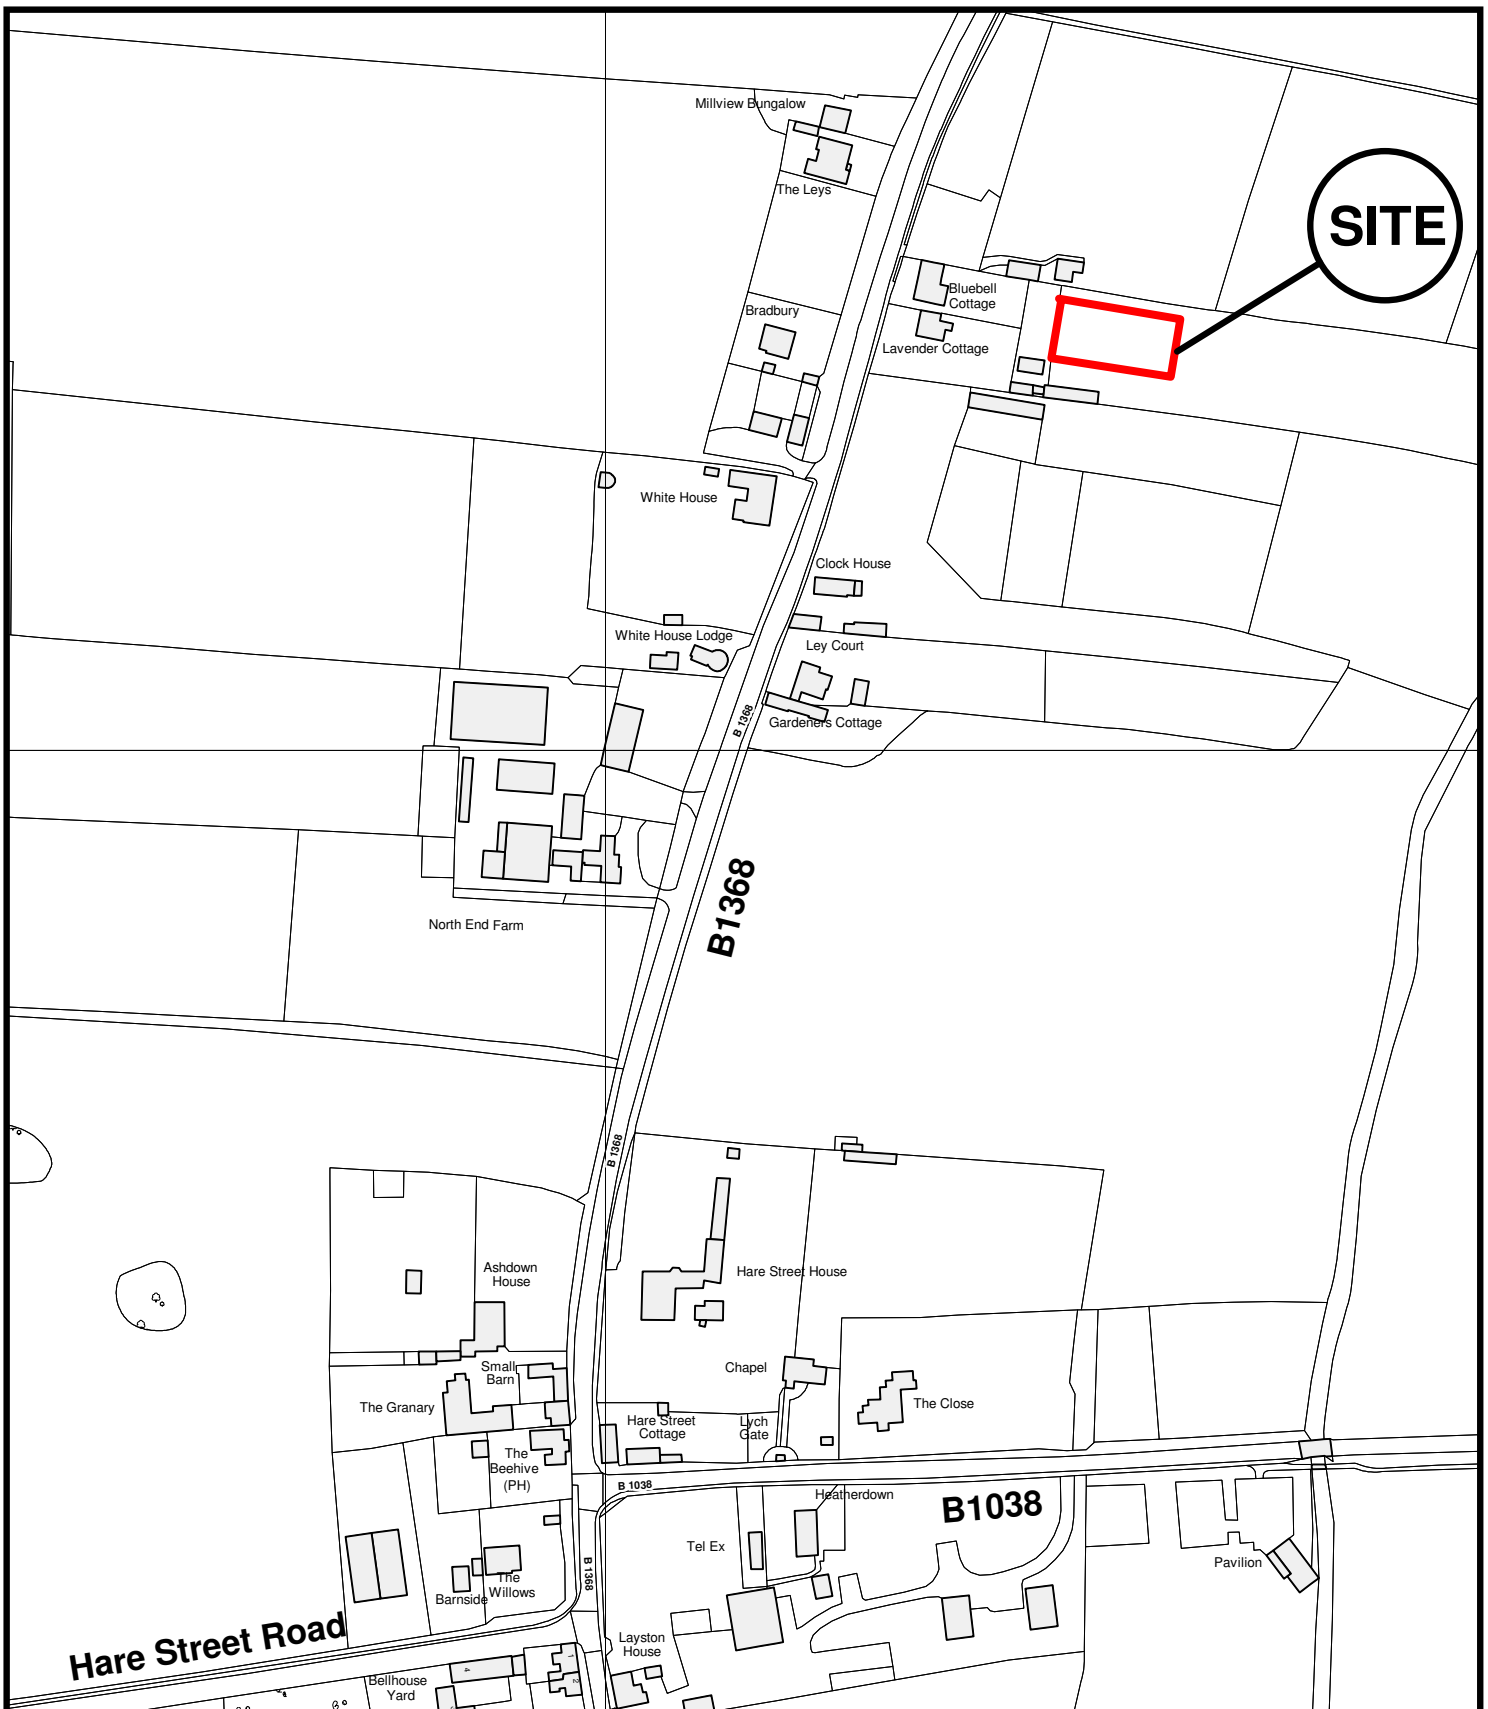 Millview Bungalow
The Leys
SITE
Bluebell
Cottage
Bradbury
Lavender Cottage
White House
Clock House
White House Lodge
Ley Court
B 1368
Gardeners Cottage
B1368
North End Farm
B 1368
Ashdown
House
Hare Street House
Small
Barn
Chapel
The Granary
The Close
Hare Street
Cottage
Lych
Gate
The
Beehive
(PH)
B 1038
Heatherdown
B1038
Tel Ex
Pavilion
B 1368
The
Willows
Barnside
Hare Street Road
Layston
House
4
1
2
Bellhouse
Yard